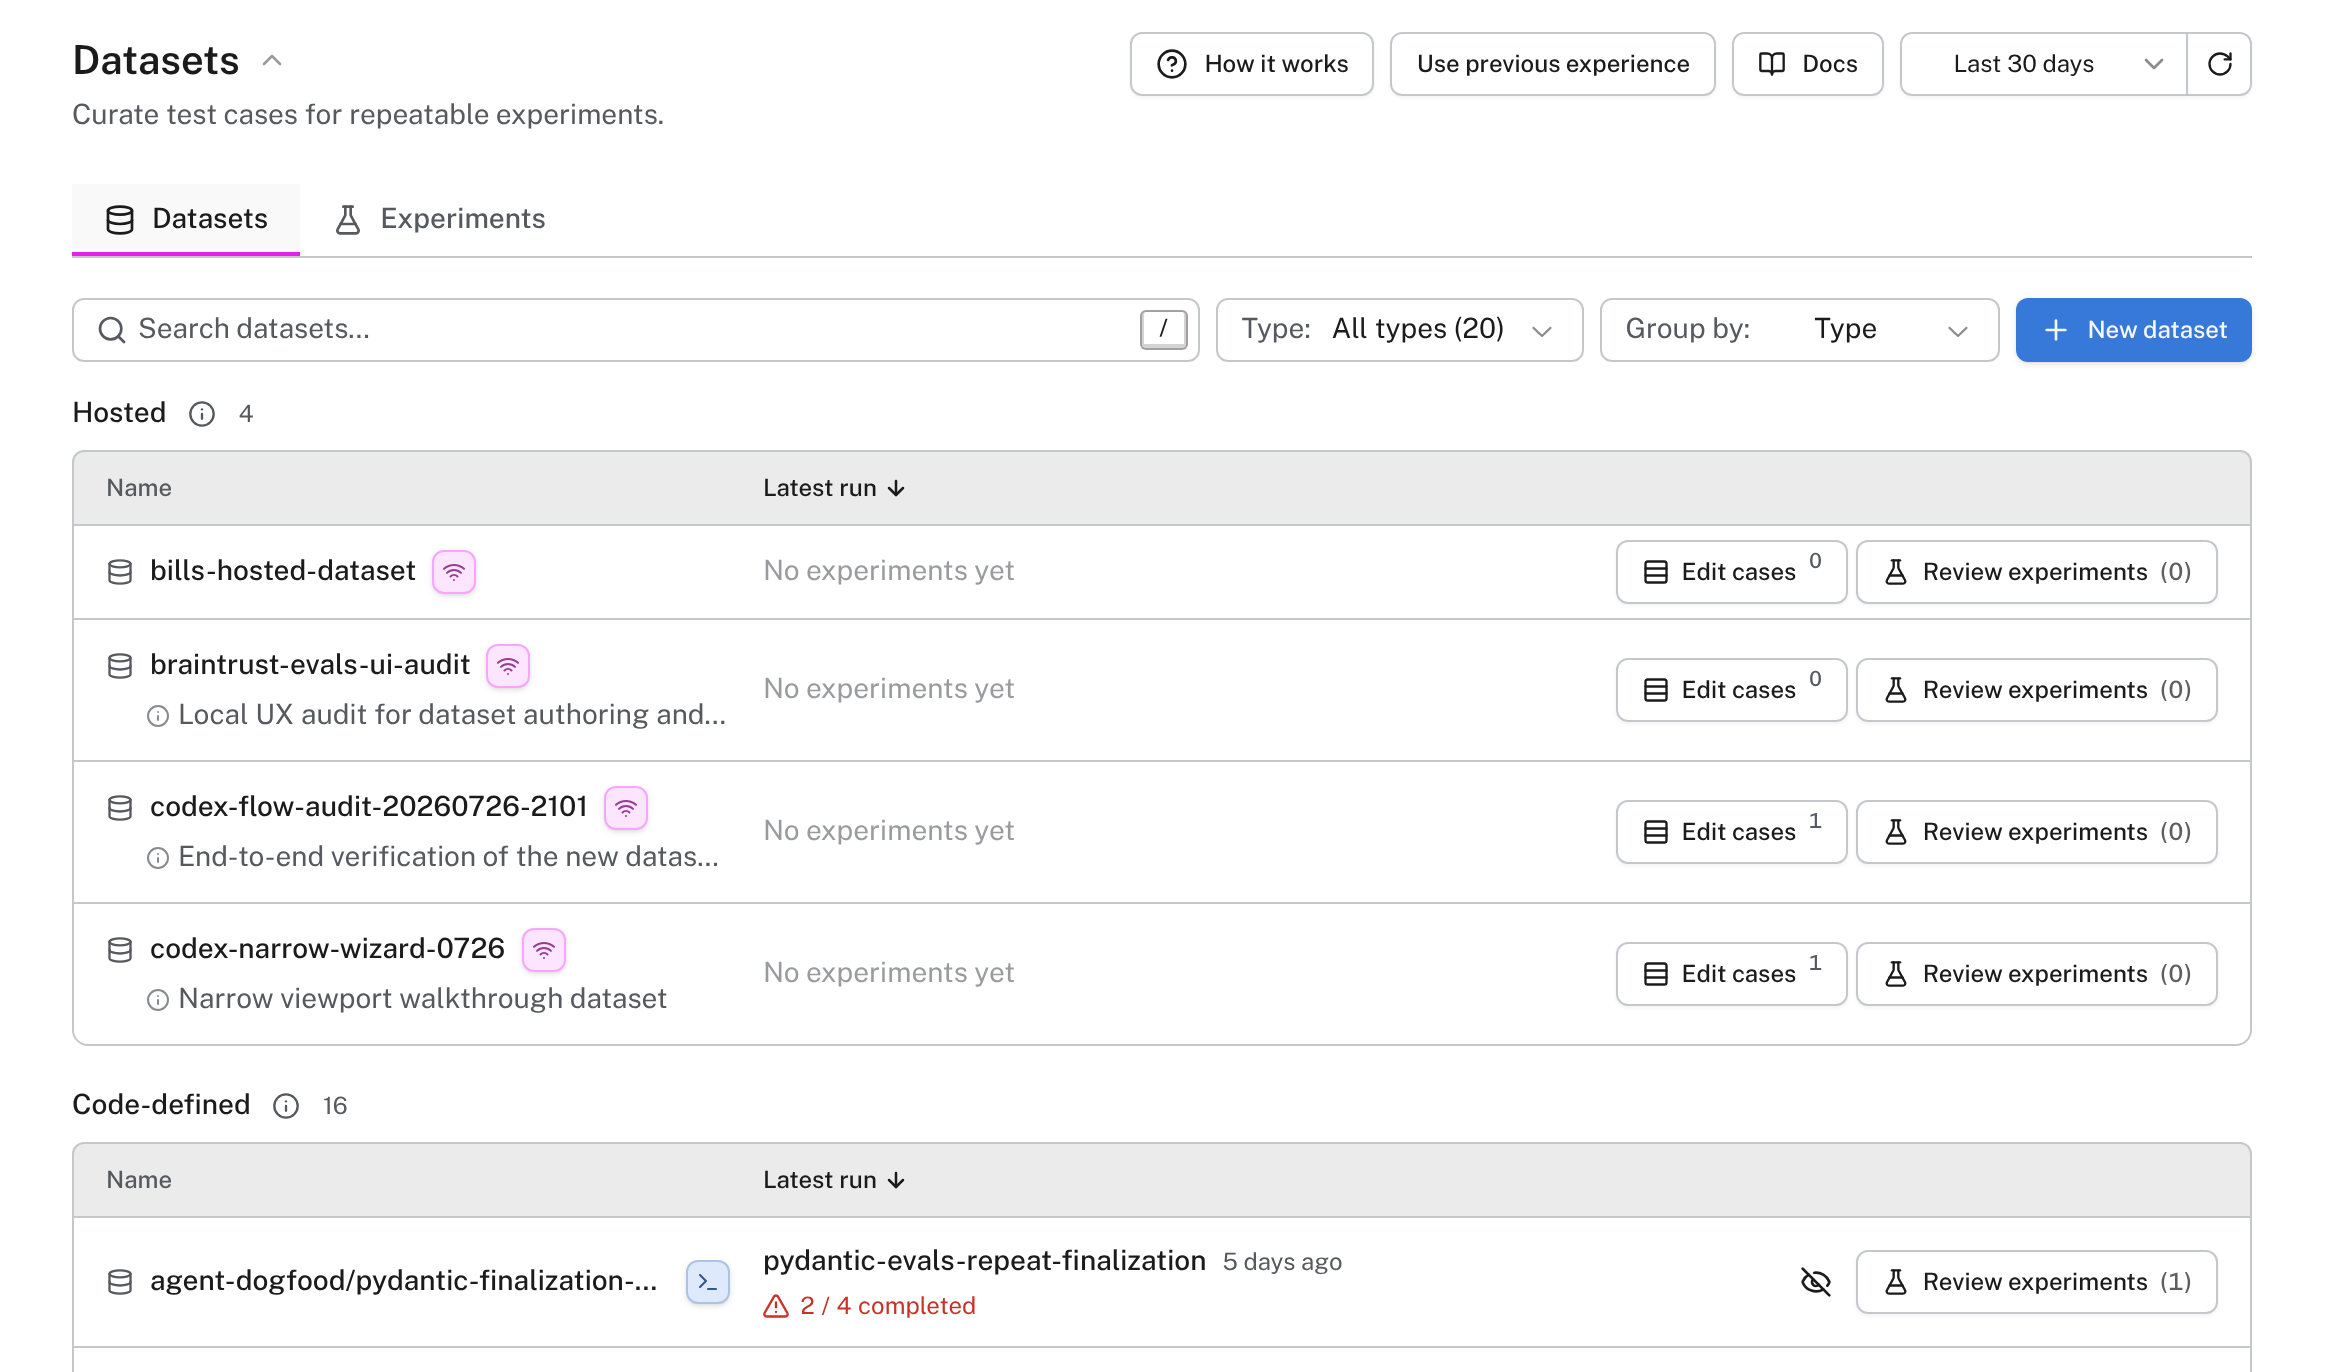 Datasets
How it works
Use previous experience
Docs
Last 30 days
Curate test cases for repeatable experiments.
Datasets
Experiments
Search datasets...
/
Type: All types (20)
Group by: Type
New dataset
Hosted 4
Name Latest run
bills-hosted-dataset No experiments yet Edit cases 0 Review experiments (0)
braintrust-evals-ui-audit
Local UX audit for dataset authoring and...
No experiments yet Edit cases 0 Review experiments (0)
codex-flow-audit-20260726-2101
End-to-end verification of the new datas...
No experiments yet Edit cases 1 Review experiments (0)
codex-narrow-wizard-0726
Narrow viewport walkthrough dataset
No experiments yet Edit cases 1 Review experiments (0)
Code-defined 16
Name Latest run
agent-dogfood/pydantic-finalization-...
pydantic-evals-repeat-finalization 5 days ago
2 / 4 completed
Review experiments (1)